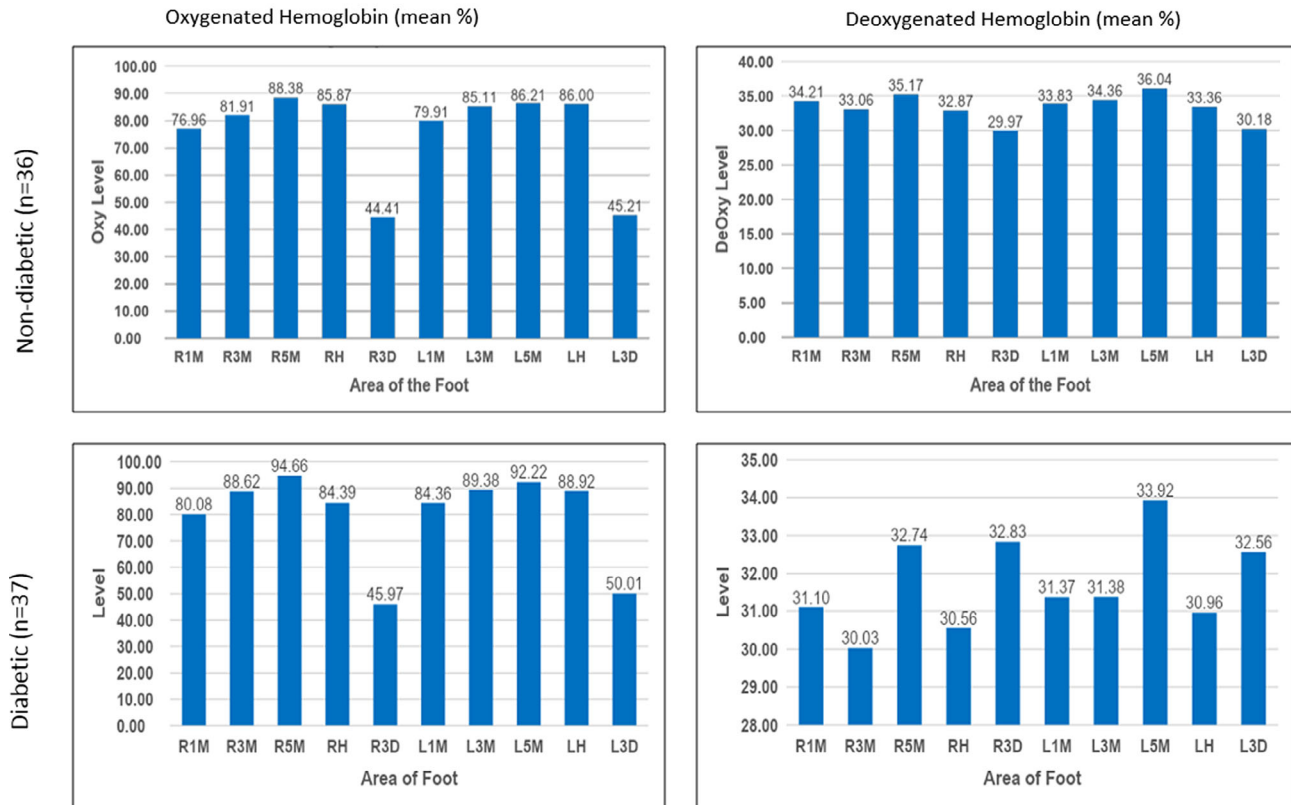 Oxygenated Hemoglobin (mean %)
Deoxygenated Hemoglobin (mean %)
Non-diabetic (n=36)
Oxy Level
100.00
90.00
80.00
70.00
60.00
50.00
40.00
30.00
20.00
10.00
0.00
76.96 81.91 88.38 85.87 44.41 79.91 85.11 86.21 86.00 45.21
R1M R3M R5M RH R3D L1M L3M L5M LH L3D
Area of the Foot
DeOxy Level
40.00
35.00
30.00
25.00
20.00
15.00
10.00
5.00
0.00
34.21 33.06 35.17 32.87 29.97 33.83 34.36 36.04 33.36 30.18
R1M R3M R5M RH R3D L1M L3M L5M LH L3D
Area of the Foot
Diabetic (n=37)
Level
100.00
90.00
80.00
70.00
60.00
50.00
40.00
30.00
20.00
10.00
0.00
80.08 88.62 94.66 84.39 45.97 84.36 89.38 92.22 88.92 50.01
R1M R3M R5M RH R3D L1M L3M L5M LH L3D
Area of Foot
Level
35.00
34.00
33.00
32.00
31.00
30.00
29.00
28.00
31.10 30.03 32.74 30.56 32.83 31.37 31.38 33.92 30.96 32.56
R1M R3M R5M RH R3D L1M L3M L5M LH L3D
Area of Foot